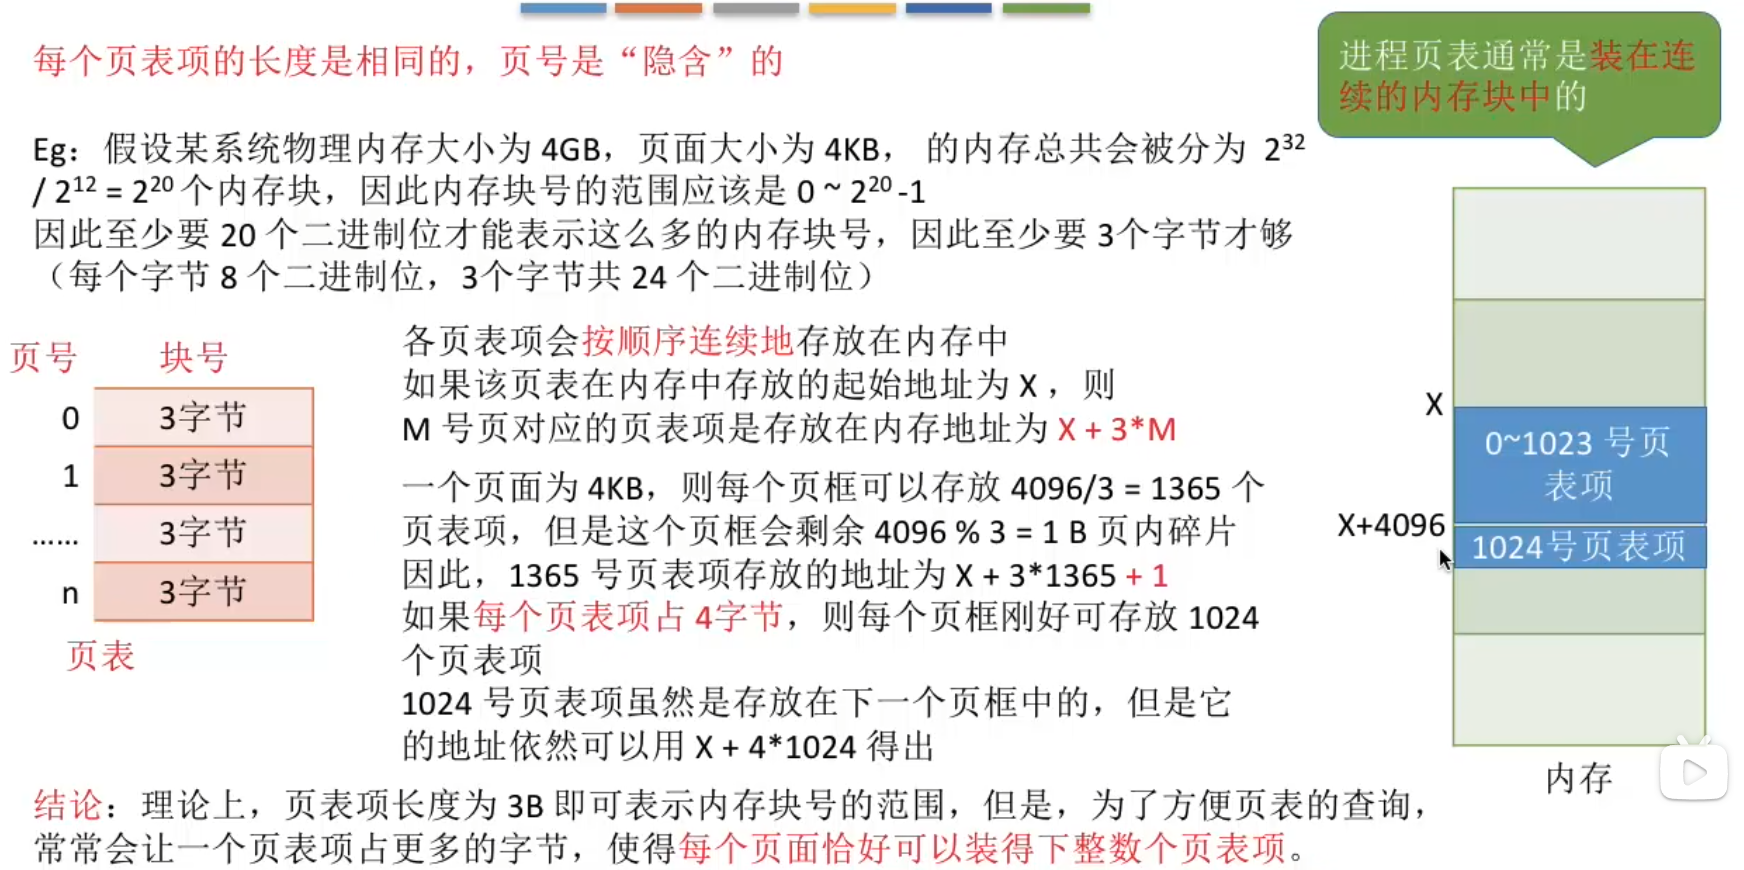 每个页表项的长度是相同的，页号是“隐含”的
进程页表通常是装在连
续的内存块中的
Eg：假设某系统物理内存大小为 4GB，页面大小为 4KB， 的内存总共会被分为 2³²
/ 2¹² = 2²⁰ 个内存块，因此内存块号的范围应该是 0 ~ 2²⁰ -1
因此至少要 20 个二进制位才能表示这么多的内存块号，因此至少要 3个字节才够
（每个字节 8 个二进制位，3个字节共 24 个二进制位）
页号 块号
0 3字节
1 3字节
...... 3字节
n 3字节
页表
各页表项会按顺序连续地存放在内存中
如果该页表在内存中存放的起始地址为 X ，则
M 号页对应的页表项是存放在内存地址为 X + 3*M
一个页面为 4KB，则每个页框可以存放 4096/3 = 1365 个
页表项，但是这个页框会剩余 4096 % 3 = 1 B 页内碎片
因此，1365 号页表项存放的地址为 X + 3*1365 + 1
如果每个页表项占 4字节，则每个页框刚好可存放 1024
个页表项
1024 号页表项虽然是存放在下一个页框中的，但是它
的地址依然可以用 X + 4*1024 得出
X
0~1023 号页
表项
X+4096
1024号页表项
内存
结论：理论上，页表项长度为 3B 即可表示内存块号的范围，但是，为了方便页表的查询，
常常会让一个页表项占更多的字节，使得每个页面恰好可以装得下整数个页表项。